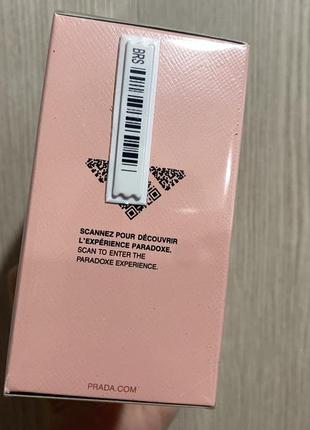 BRS
SCANNEZ POUR DÉCOUVRIR
L'EXPÉRIENCE PARADOXE.
SCAN TO ENTER THE
PARADOXE EXPERIENCE.
PRADA.COM